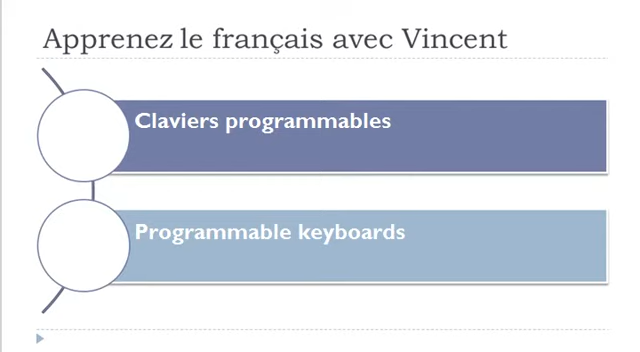 Apprenez le français avec Vincent
Claviers programmables
Programmable keyboards